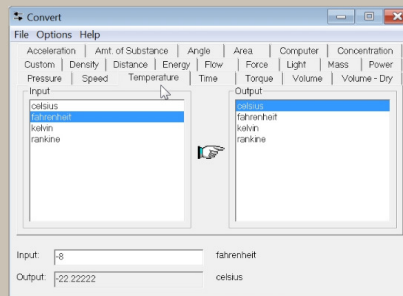 Convert
File Options Help
Acceleration Amt. of Substance Angle Area Computer Concentration
Custom Density Distance Energy Flow Force Light Mass Power
Pressure Speed Temperature Time Torque Volume Volume - Dry
Input Output
celsius celsius
fahrenheit fahrenheit
kelvin kelvin
rankine rankine
Input: -8 fahrenheit
Output: -22.22222 celsius